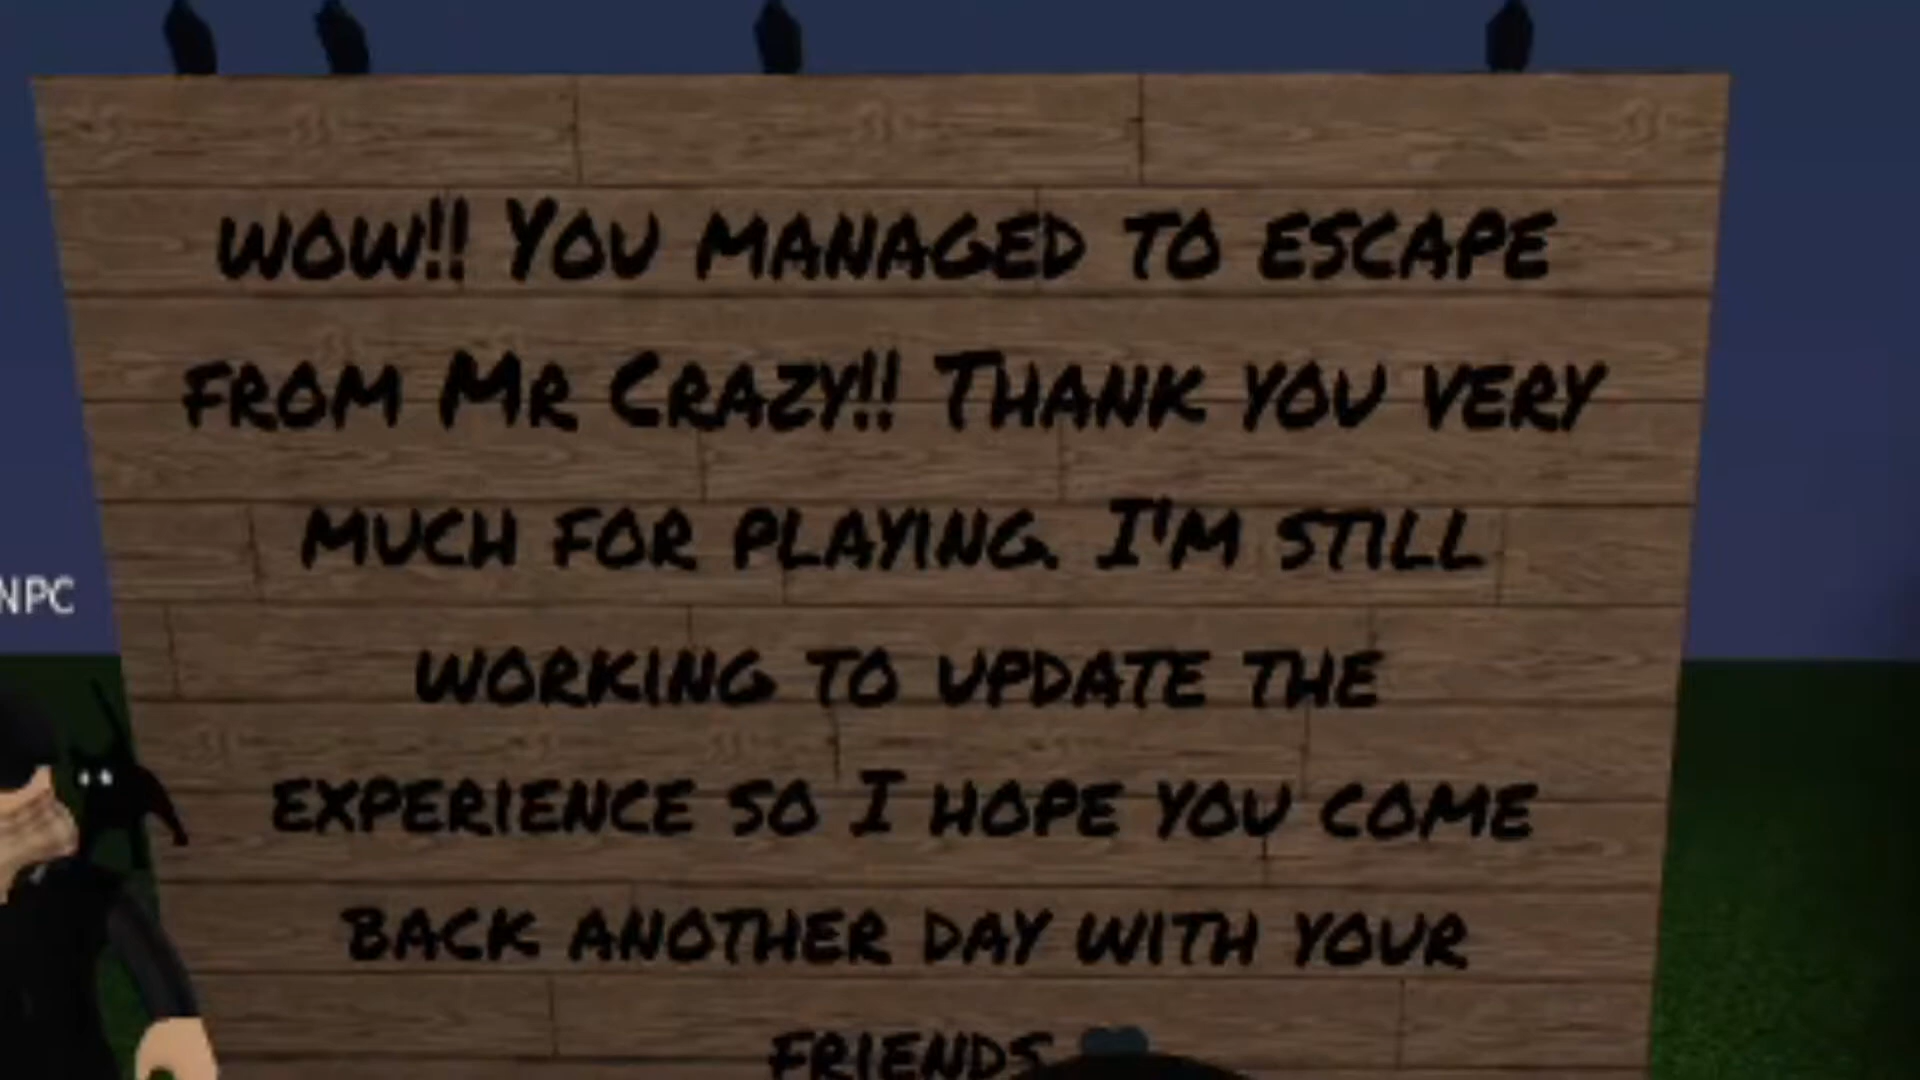 WOW!! YOU MANAGED TO ESCAPE
FROM MR CRAZY!! THANK YOU VERY
MUCH FOR PLAYING. I'M STILL
WORKING TO UPDATE THE
EXPERIENCE SO I HOPE YOU COME
BACK ANOTHER DAY WITH YOUR
FRIENDS
NPC